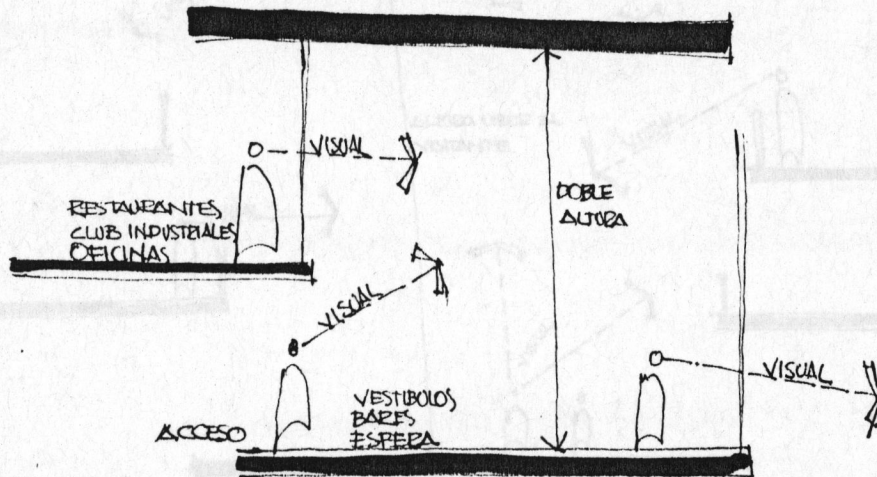 VISUAL
RESTAURANTES
CLUB INDUSTRIALES
OFICINAS
DOBLE
ALTURA
VISUAL
VISUAL
VESTIBULOS
BARES
ESPERA
ACCESO